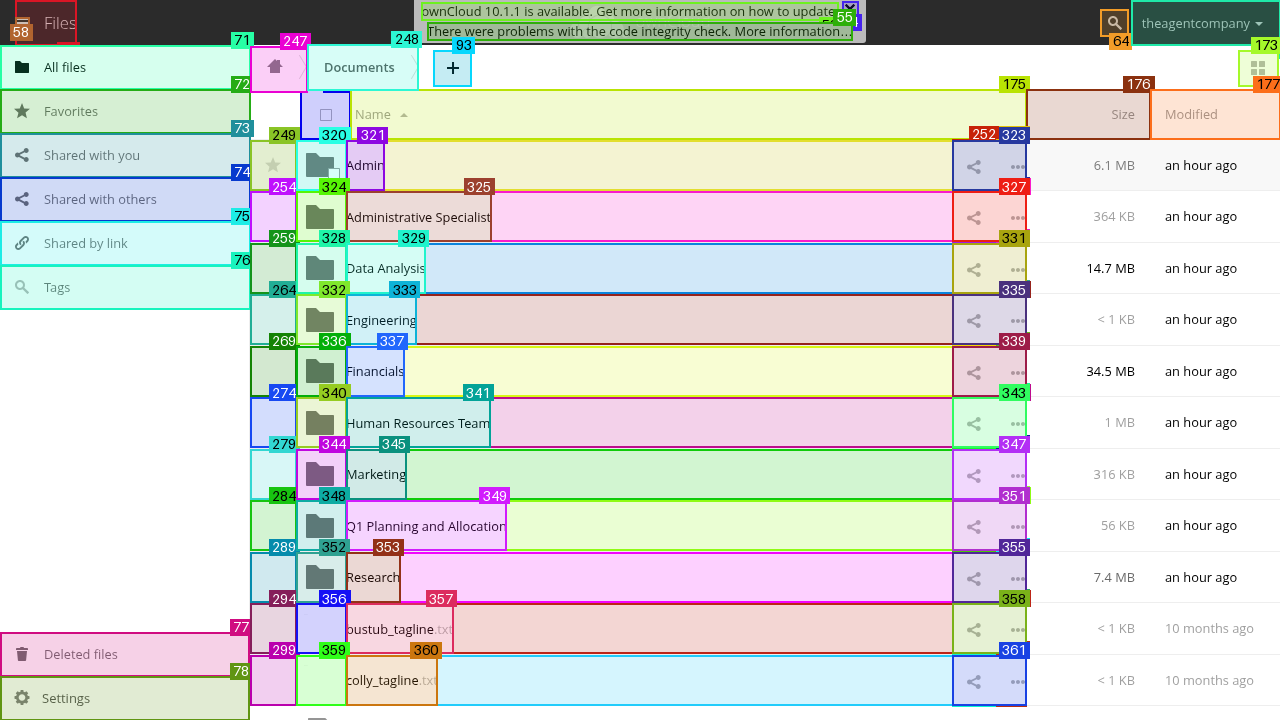 ownCloud 10.1.1 is available. Get more information on how to update
55
There were problems with the code integrity check. More information...
58
Files
theagentcompany
64
71
247
248
93
173
All files
Documents
72
175
176
177
Favorites
Name
Size
Modified
73
249
320
321
252
323
Shared with you
Admin
6.1 MB
an hour ago
74
254
324
325
327
Shared with others
Administrative Specialist
364 KB
an hour ago
75
259
328
329
331
Shared by link
Data Analysis
14.7 MB
an hour ago
76
264
332
333
335
Tags
Engineering
< 1 KB
an hour ago
269
336
337
339
Financials
34.5 MB
an hour ago
274
340
341
343
Human Resources Team
1 MB
an hour ago
279
344
345
347
Marketing
316 KB
an hour ago
284
348
349
351
Q1 Planning and Allocation
56 KB
an hour ago
289
352
353
355
Research
7.4 MB
an hour ago
294
356
357
358
77
bustub_tagline.txt
< 1 KB
10 months ago
Deleted files
299
359
360
361
78
colly_tagline.txt
< 1 KB
10 months ago
Settings